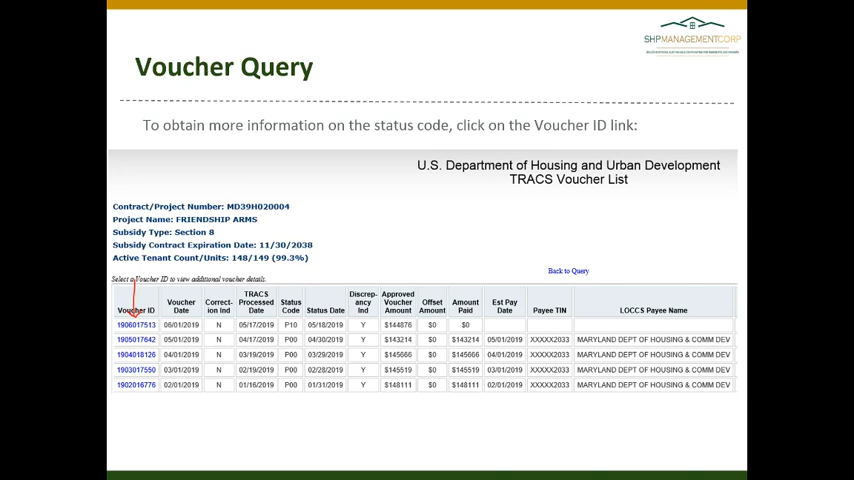 SHPMANAGEMENTCORP
Voucher Query
To obtain more information on the status code, click on the Voucher ID link:
U.S. Department of Housing and Urban Development
TRACS Voucher List
Contract/Project Number: MD39H020004
Project Name: FRIENDSHIP ARMS
Subsidy Type: Section 8
Subsidy Contract Expiration Date: 11/30/2038
Active Tenant Count/Units: 148/149 (99.3%)
Back to Query
Select a Voucher ID to view additional voucher details.
Voucher ID Voucher Date Correct-ion Ind TRACS Processed Date Status Code Status Date Discrep-ancy Ind Approved Voucher Amount Offset Amount Amount Paid Est Pay Date Payee TIN LOCCS Payee Name
1906017513 06/01/2019 N 05/17/2019 P10 05/18/2019 Y $144876 $0 $0
1905017642 05/01/2019 N 04/17/2019 P00 04/30/2019 Y $143214 $0 $143214 05/01/2019 XXXXX2033 MARYLAND DEPT OF HOUSING & COMM DEV
1904018126 04/01/2019 N 03/19/2019 P00 03/29/2019 Y $145666 $0 $145666 04/01/2019 XXXXX2033 MARYLAND DEPT OF HOUSING & COMM DEV
1903017550 03/01/2019 N 02/19/2019 P00 02/28/2019 Y $145519 $0 $145519 03/01/2019 XXXXX2033 MARYLAND DEPT OF HOUSING & COMM DEV
1902016776 02/01/2019 N 01/16/2019 P00 01/31/2019 Y $148111 $0 $148111 02/01/2019 XXXXX2033 MARYLAND DEPT OF HOUSING & COMM DEV